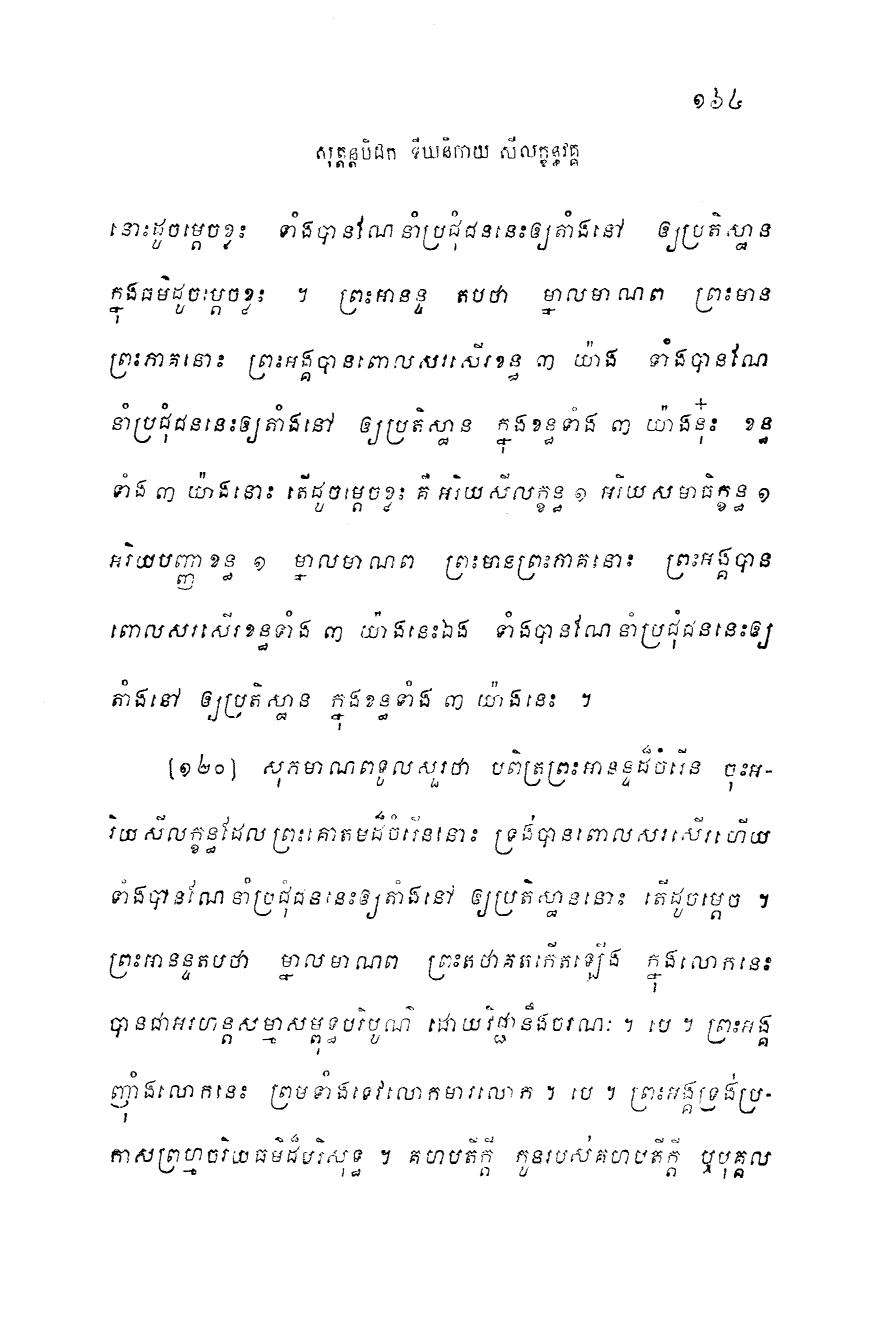 ១៦៤
សុត្តន្តបិដក ទីឃនិកាយ សីលក្ខន្ធវគ្គ
នោះដូចម្តេចខ្លះ ទាំងបានណែនាំប្រជុំជននេះឲ្យតាំងនៅ ឲ្យប្រតិស្ឋាន
ក្នុងធម៌ដូចម្តេចខ្លះ ។ ព្រះអានន្ទ តបថា ម្នាលមាណព ព្រះមាន
ព្រះភាគនោះ ព្រះអង្គបានពោលសរសើរខន្ធ ៣ យ៉ាង ទាំងបានណែ
នាំប្រជុំជននេះឲ្យតាំងនៅ ឲ្យប្រតិស្ឋាន ក្នុងខន្ធទាំង ៣ យ៉ាងនុ៎ះ ខន្ធ
ទាំង ៣ យ៉ាងនោះ តើដូចម្តេចខ្លះ គឺ អរិយសីលក្ខន្ធ ១ អរិយសមាធិក្ខន្ធ ១
អរិយបញ្ញាខន្ធ ១ ម្នាលមាណព ព្រះមានព្រះភាគនោះ ព្រះអង្គបាន
ពោលសរសើរខន្ធទាំង ៣ យ៉ាងនេះឯង ទាំងបានណែនាំប្រជុំជននេះឲ្យ
តាំងនៅ ឲ្យប្រតិស្ឋាន ក្នុងខន្ធទាំង ៣ យ៉ាងនេះ ។
[១២០] សុភមាណពទូលសួរថា បពិត្រព្រះអានន្ទដ៏ចំរើន ចុះអ-
រិយសីលក្ខន្ធដែលព្រះគោតមដ៏ចំរើននោះ ទ្រង់បានពោលសរសើរហើយ
ទាំងបានណែនាំប្រជុំជននេះឲ្យតាំងនៅ ឲ្យប្រតិស្ឋាននោះ តើដូចម្តេច ។
ព្រះអានន្ទតបថា ម្នាលមាណព ព្រះតថាគតកើតឡើង ក្នុងលោកនេះ
បានជាអរហន្តសម្មាសម្ពុទ្ធបរិបូណ៌ ដោយវិជ្ជានឹងចរណៈ ។ បេ ។ ព្រះអង្គ
ញុំាងលោកនេះ ព្រមទាំងទេវលោកមារលោក ។ បេ ។ ព្រះអង្គទ្រង់ប្រ-
កាសព្រហ្មចរិយធម៌ដ៏បរិសុទ្ធ ។ គហបតីក្តី កូនរបស់គហបតីក្តី ឬបុគ្គល